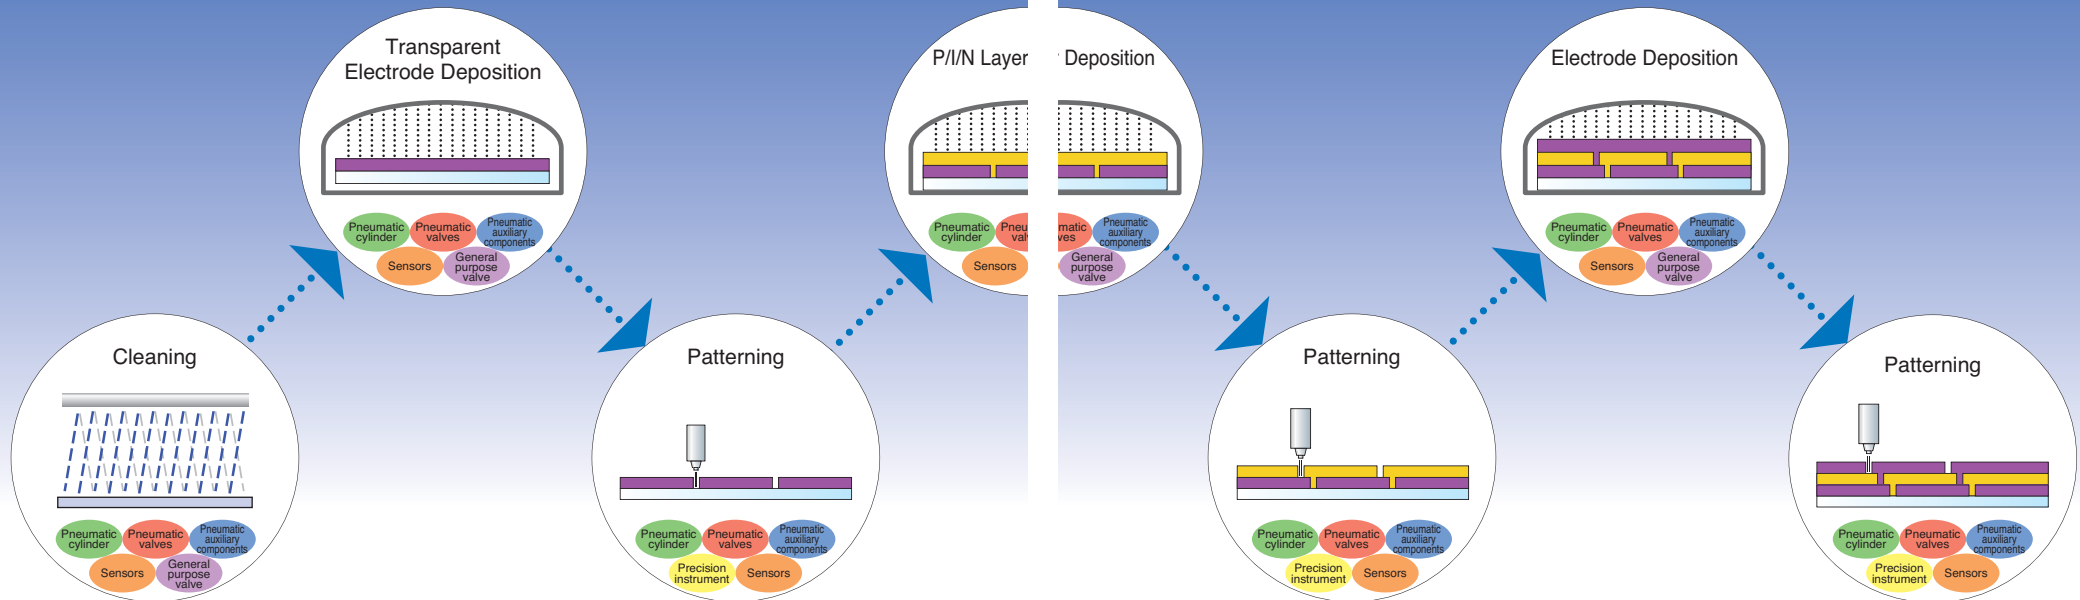 Cleaning
Pneumatic
cylinder
Pneumatic
valves
Pneumatic
auxiliary
components
Sensors
General
purpose
valve
Transparent
Electrode Deposition
Pneumatic
cylinder
Pneumatic
valves
Pneumatic
auxiliary
components
Sensors
General
purpose
valve
Patterning
Pneumatic
cylinder
Pneumatic
valves
Pneumatic
auxiliary
components
Precision
instrument
Sensors
P/I/N Layer Deposition
Pneumatic
cylinder
Pneu matic
val ves
Pneumatic
auxiliary
components
Sensors
General
purpose
valve
Patterning
Pneumatic
cylinder
Pneumatic
valves
Pneumatic
auxiliary
components
Precision
instrument
Sensors
Electrode Deposition
Pneumatic
cylinder
Pneumatic
valves
Pneumatic
auxiliary
components
Sensors
General
purpose
valve
Patterning
Pneumatic
cylinder
Pneumatic
valves
Pneumatic
auxiliary
components
Precision
instrument
Sensors